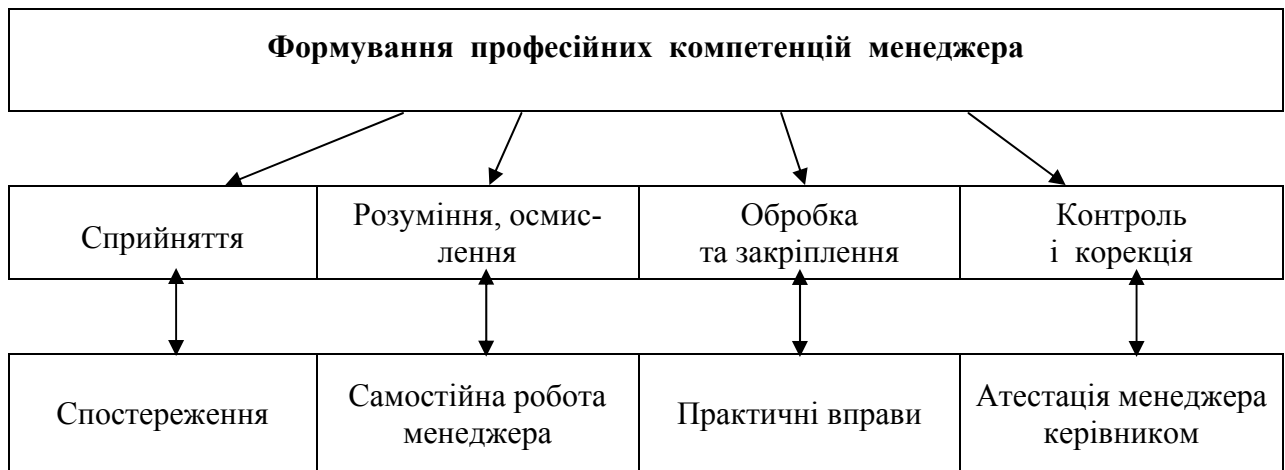 Формування професійних компетенцій менеджера
Сприйняття
Розуміння, осмис-
лення
Обробка
та закріплення
Контроль
і корекція
Спостереження
Самостійна робота
менеджера
Практичні вправи
Атестація менеджера
керівником